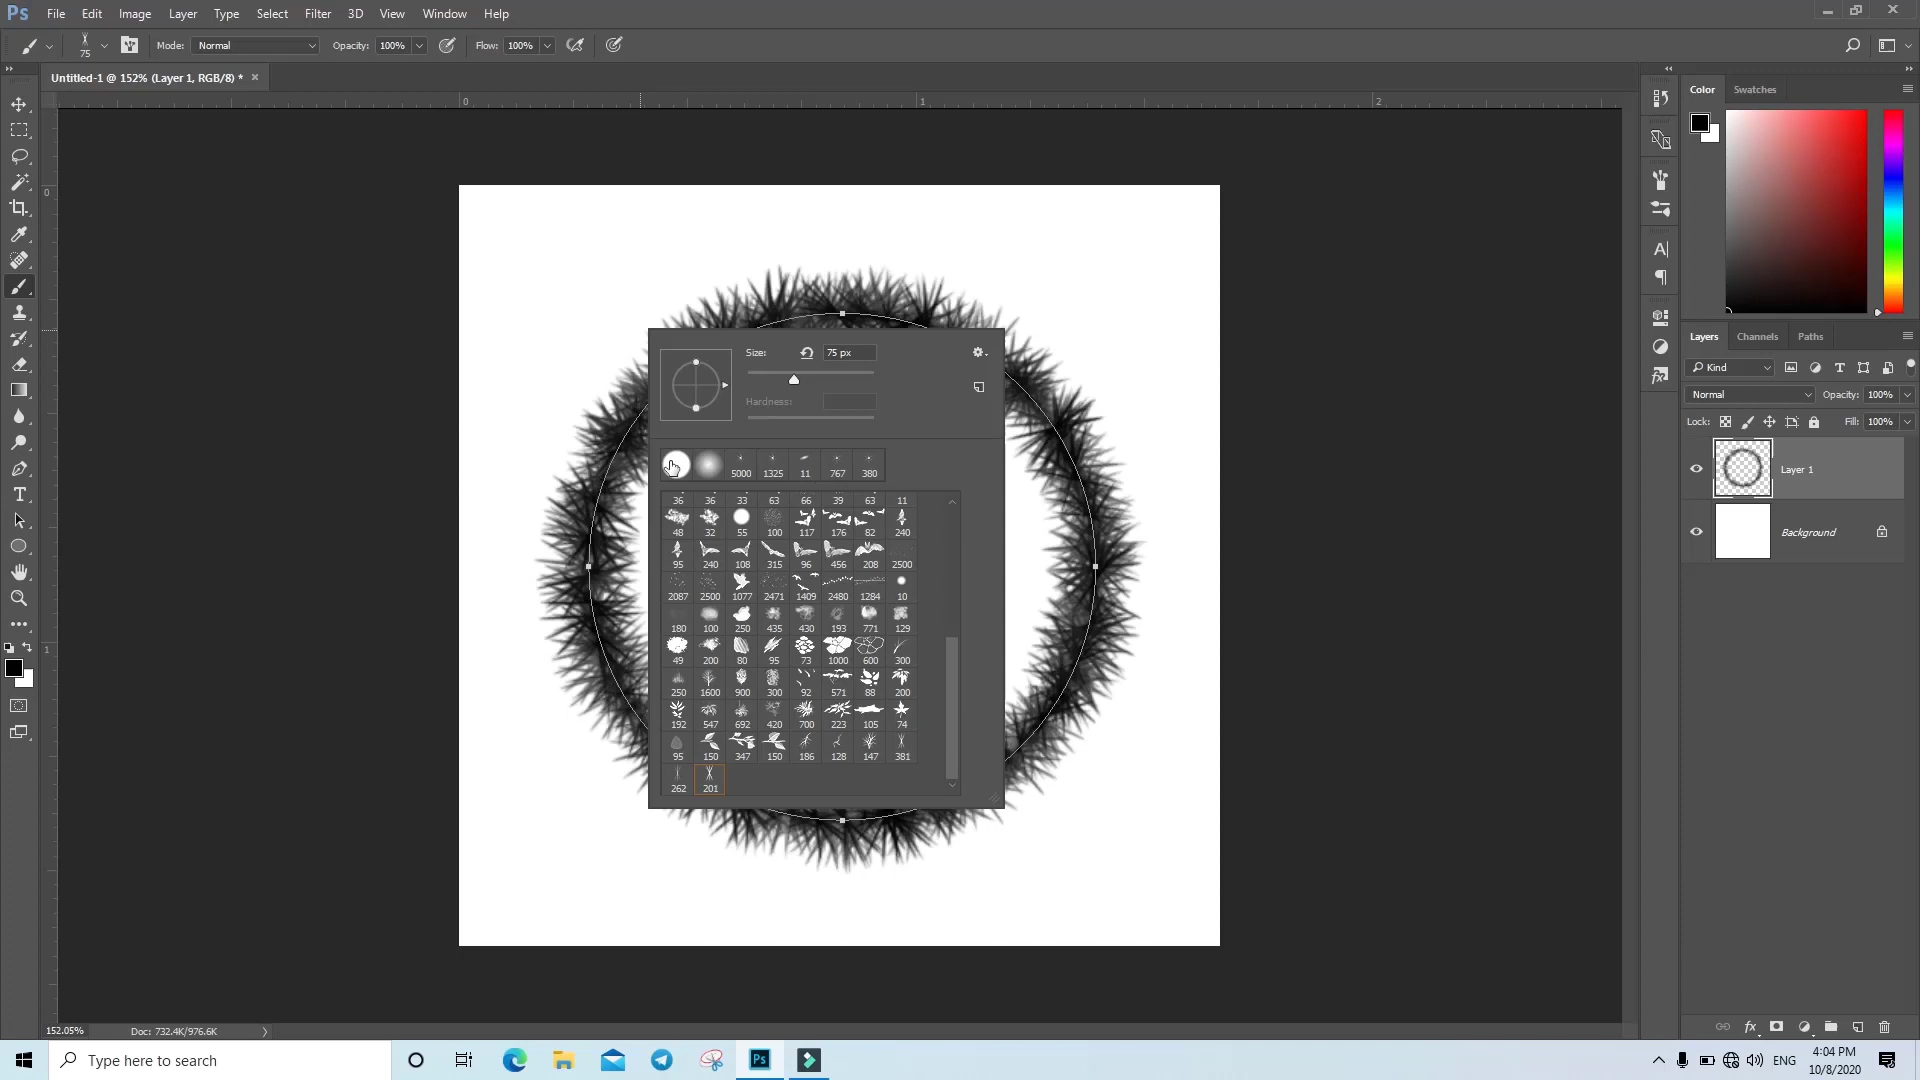 Ps File Edit Image Layer Type Select Filter 3D View Window Help
75 Mode: Normal Opacity: 100% Flow: 100%
Untitled-1 @ 152% (Layer 1, RGB/8) * ×
0 1 2
0
1
Color Swatches
Size: 75 px
Hardness:
5000 1325 11 767 380
36 36 33 63 66 39 63 11
48 32 55 100 117 176 82 240
95 240 108 315 96 456 208 2500
2087 2500 1077 2471 1409 2480 1284 10
180 100 250 435 430 193 771 129
49 200 80 95 73 1000 600 300
250 1600 900 300 92 571 88 200
192 547 692 420 700 223 105 74
95 150 347 150 186 128 147 381
262 201
Layers Channels Paths
Kind
Normal Opacity: 100%
Lock: Fill: 100%
Layer 1
Background
152.05% Doc: 732.4K/976.6K
Type here to search
Ps
ENG
4:04 PM
10/8/2020